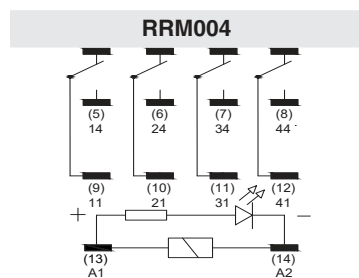 RRM004
(5) (6) (7) (8)
14 24 34 44
(9) (10) (11) (12)
11 21 31 41
+ −
(13) (14)
A1 A2